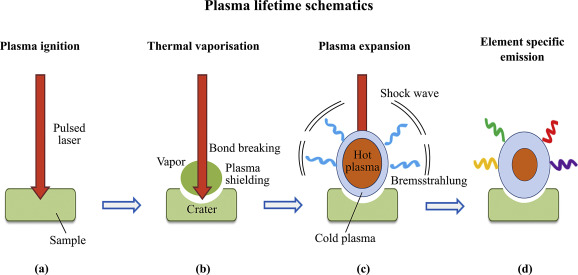 Plasma lifetime schematics
Plasma ignition
Thermal vaporisation
Plasma expansion
Element specific
emission
Pulsed
laser
Sample
Bond breaking
Vapor
Plasma
shielding
Crater
Shock wave
Hot
plasma
Bremsstrahlung
Cold plasma
(a)
(b)
(c)
(d)